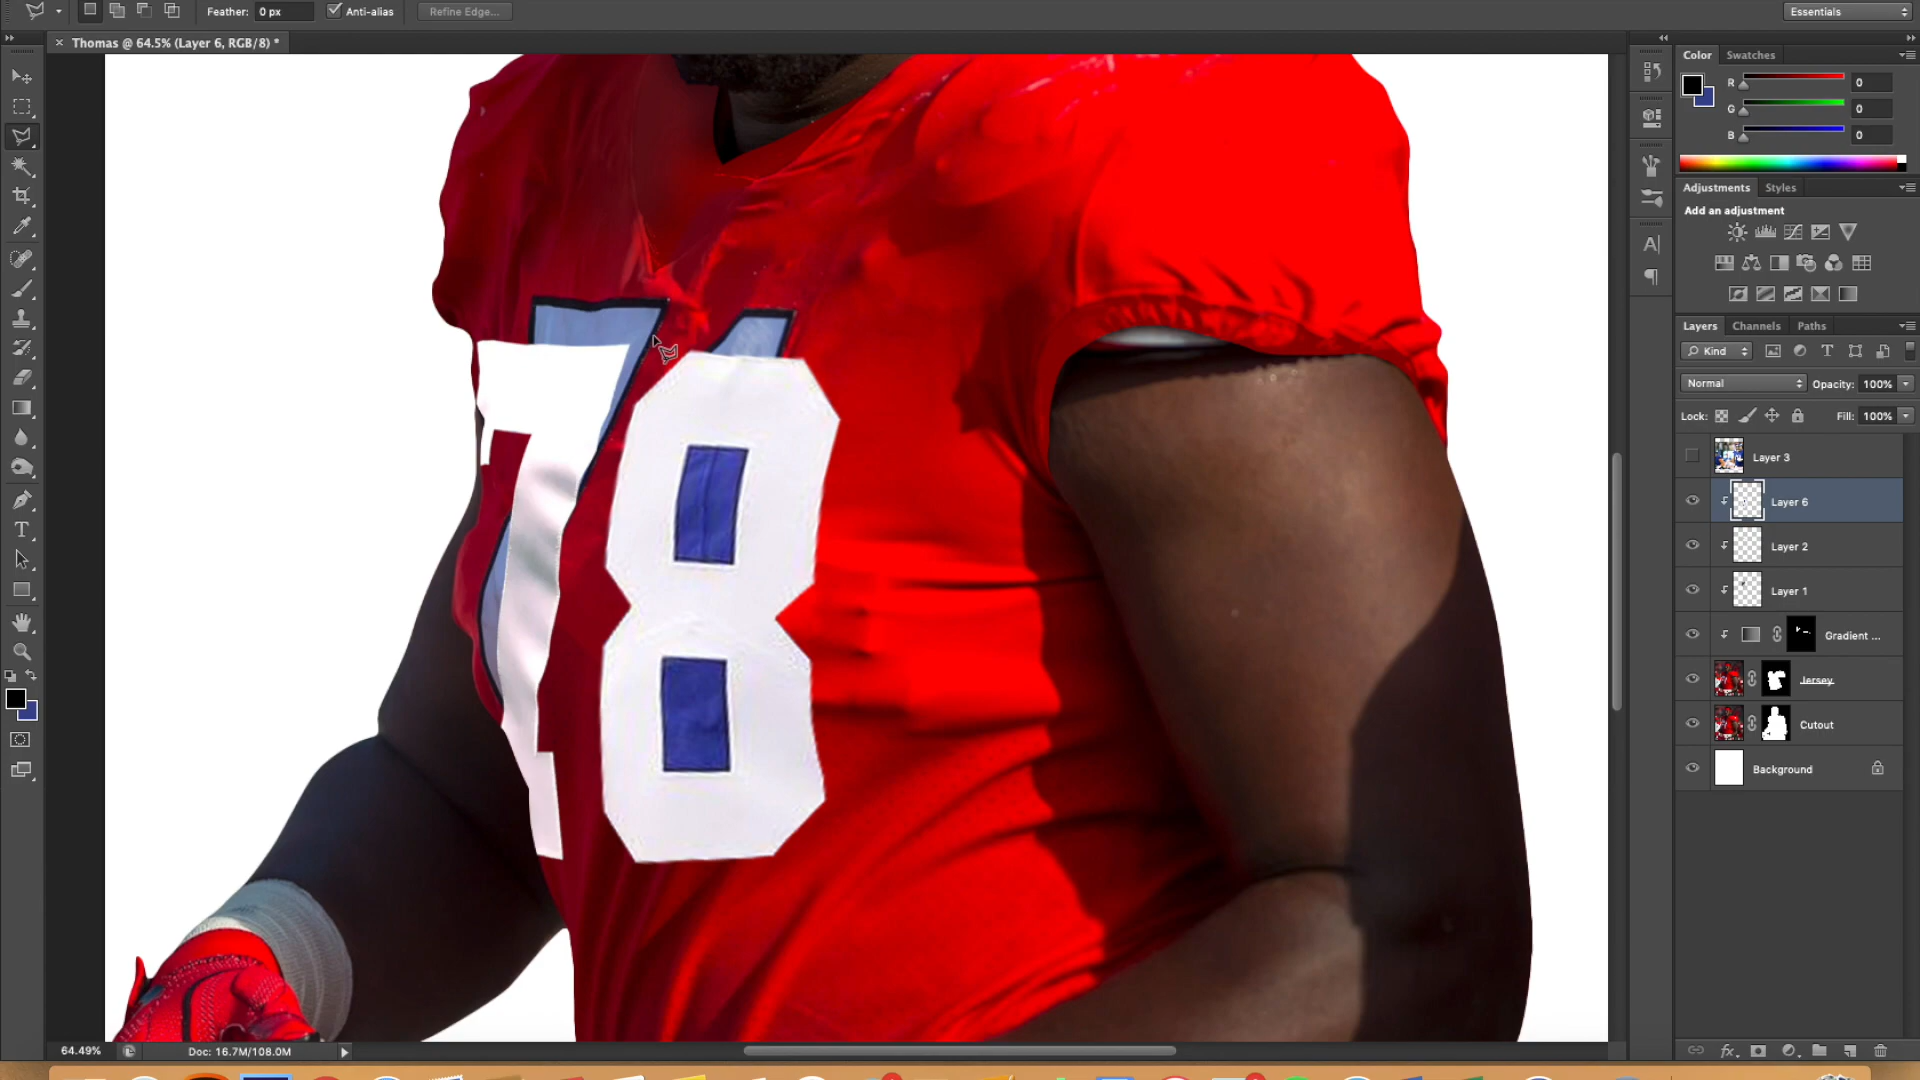 Feather: 0 px Anti-alias Refine Edge... Essentials
Thomas @ 64.5% (Layer 6, RGB/8) *
Color Swatches
R 0
G 0
B 0
Adjustments Styles
Add an adjustment
Layers Channels Paths
Kind
Normal Opacity: 100%
Lock: Fill: 100%
Layer 3
Layer 6
Layer 2
Layer 1
Gradient ...
Jersey
Cutout
Background
78
64.49% Doc: 16.7M/108.0M